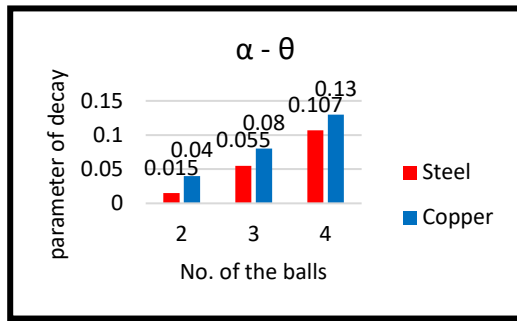 α - θ
parameter of decay
0.15
0.1
0.05
0
0.015
0.04
0.055
0.08
0.107
0.13
2
3
4
No. of the balls
Steel
Copper